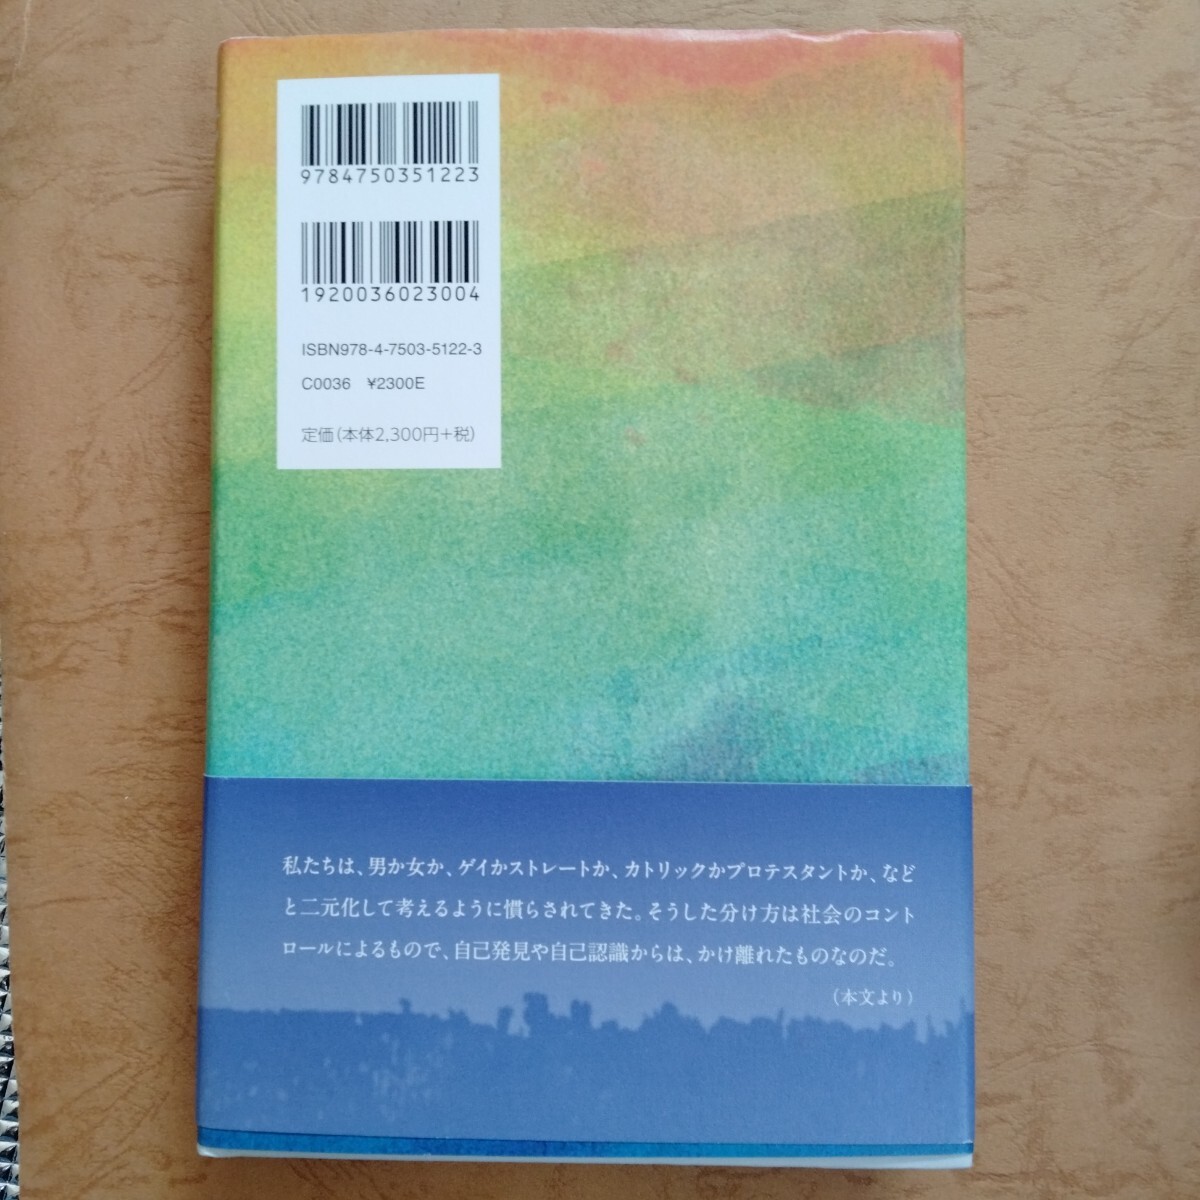 9784750351223
1920036023004
ISBN978-4-7503-5122-3
C0036 ¥2300E
定価(本体2,300円+税)
私たちは、男か女か、ゲイかストレートか、カトリックかプロテスタントか、など
と二元化して考えるように慣らされてきた。そうした分け方は社会のコント
ロールによるもので、自己発見や自己認識からは、かけ離れたものなのだ。
(本文より)